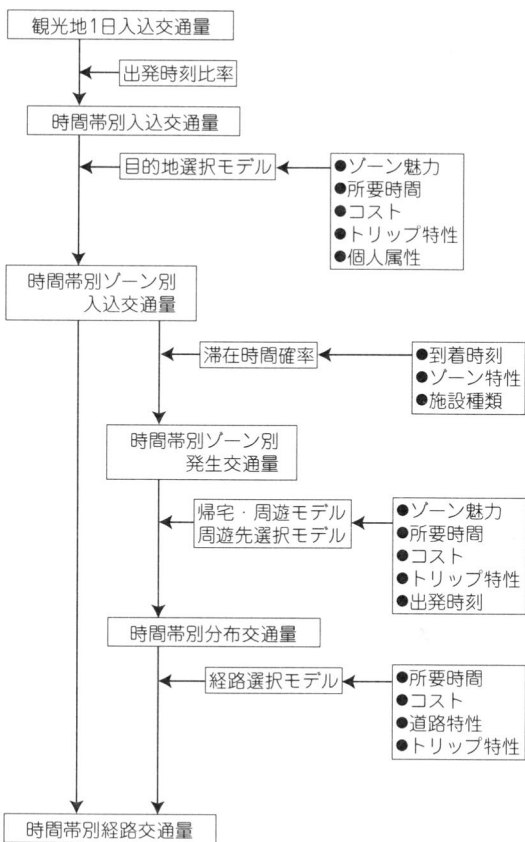 観光地1日入込交通量
出発時刻比率
時間帯別入込交通量
目的地選択モデル
●ゾーン魅力
●所要時間
●コスト
●トリップ特性
●個人属性
時間帯別ゾーン別
入込交通量
滞在時間確率
●到着時刻
●ゾーン特性
●施設種類
時間帯別ゾーン別
発生交通量
帰宅・周遊モデル
周遊先選択モデル
●ゾーン魅力
●所要時間
●コスト
●トリップ特性
●出発時刻
時間帯別分布交通量
経路選択モデル
●所要時間
●コスト
●道路特性
●トリップ特性
時間帯別経路交通量